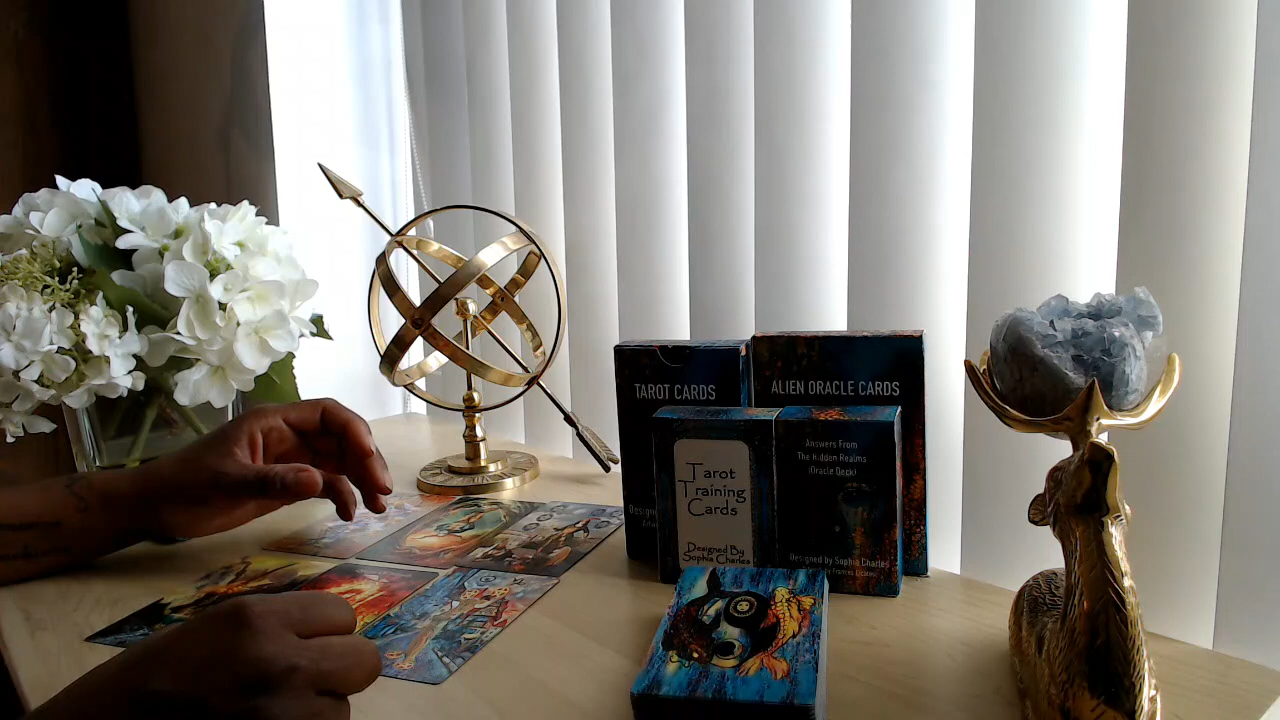 TAROT CARDS
ALIEN ORACLE CARDS
Tarot
Training
Cards
Designed By
Sophia Charles
Answers From
The Hidden Realms
(Oracle Deck)
Designed by Sophia Charles